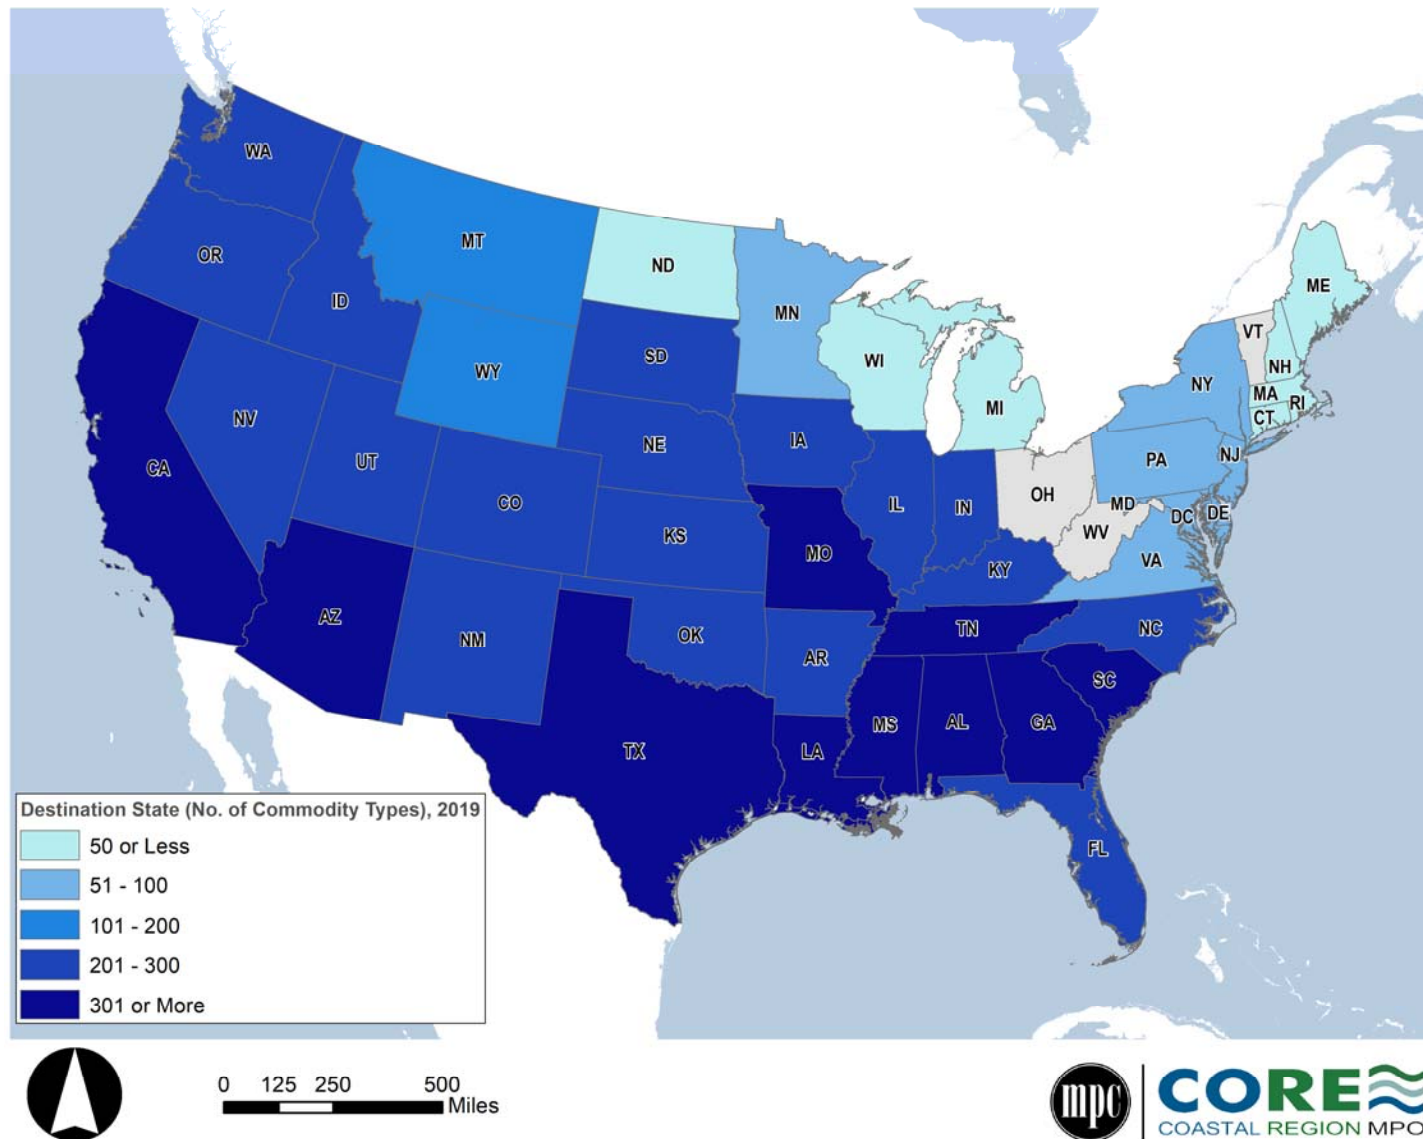 WA
MT
ND
ME
OR
MN
VT
ID
NH
SD
WI
NY
WY
MA
RI
MI
CT
NV
IA
NE
NJ
PA
CA
UT
CO
IL
IN
OH
MD
DC
DE
WV
KS
MO
VA
KY
AZ
TN
NC
NM
OK
AR
SC
MS
AL
GA
TX
LA
FL
Destination State (No. of Commodity Types), 2019
50 or Less
51 - 100
101 - 200
201 - 300
301 or More
0 125 250 500
Miles
mpc
CORE
COASTAL REGION MPO